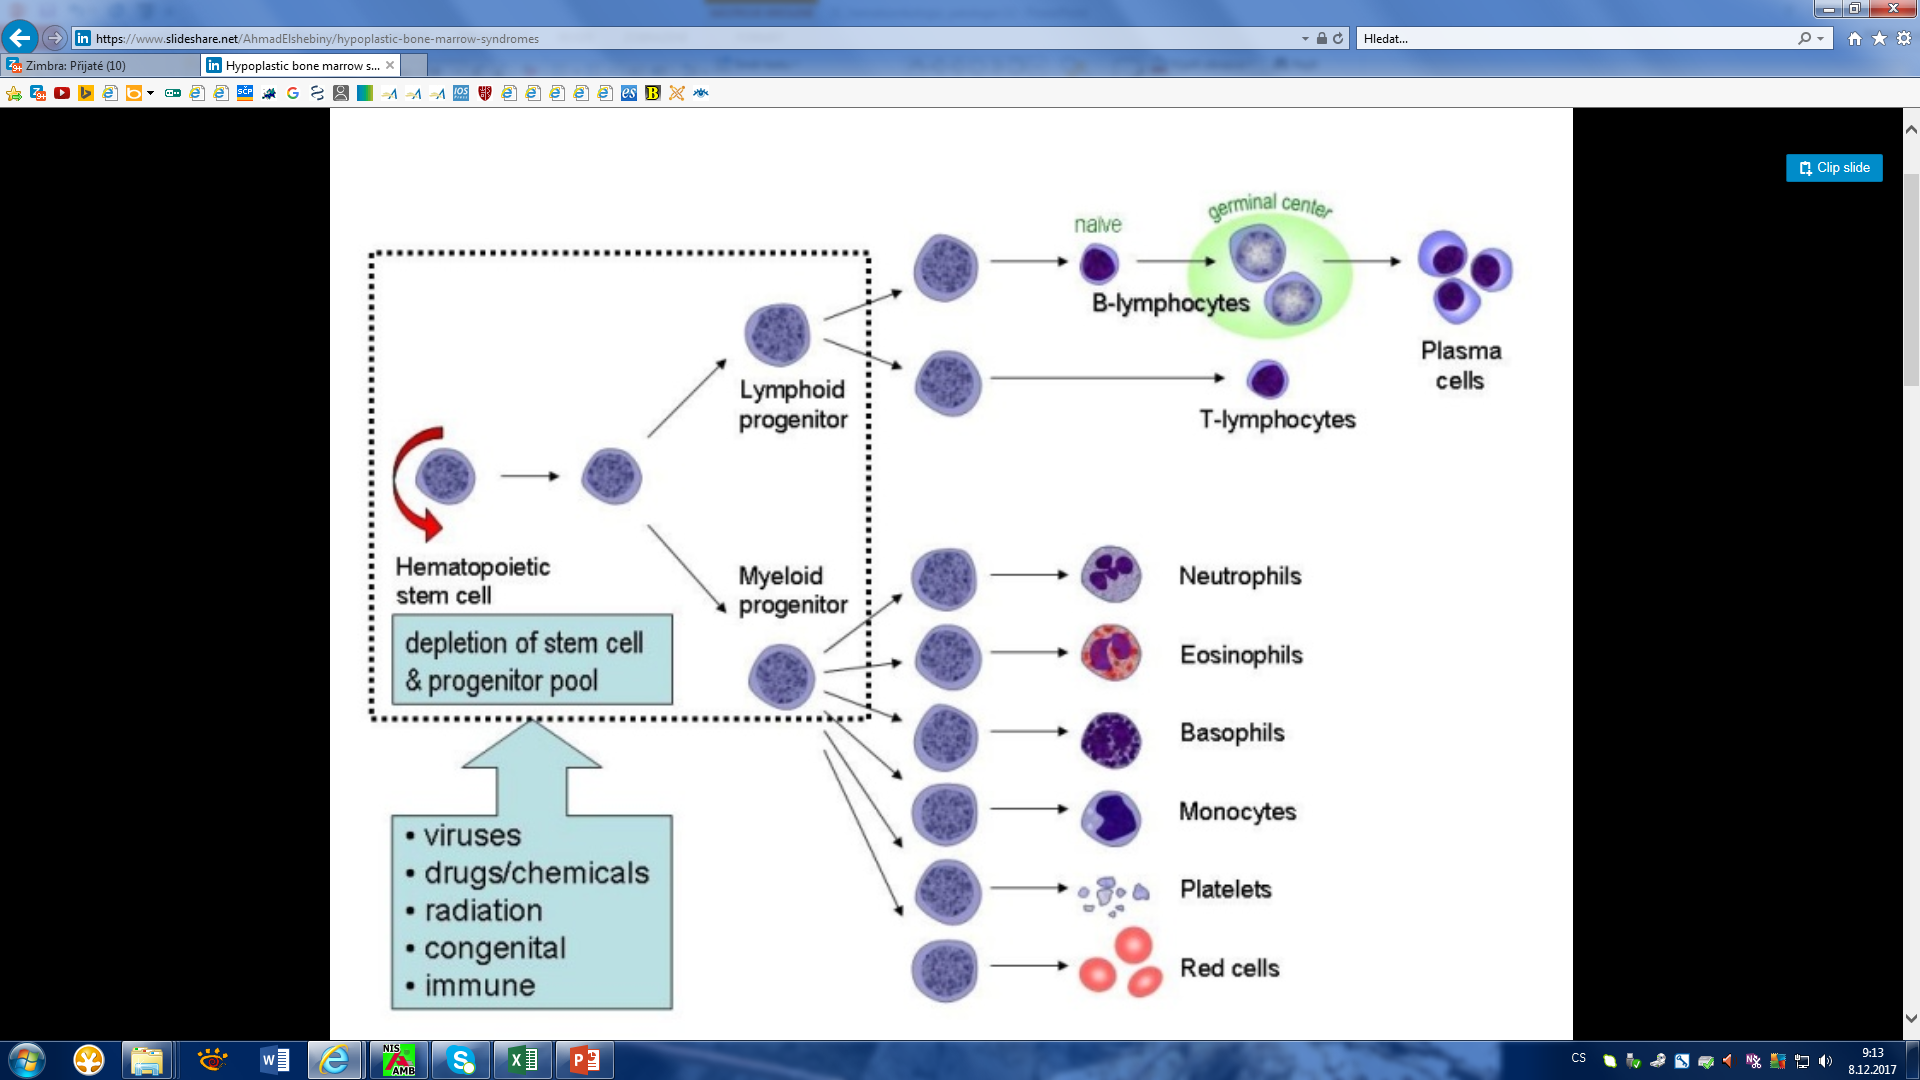 https://www.slideshare.net/AhmadElshebiny/hypoplastic-bone-marrow-syndromes
Hledat...
Zimbra: Přijaté (10)
Hypoplastic bone marrow s...
Clip slide
germinal center
naïve
B-lymphocytes
Plasma
cells
Lymphoid
progenitor
T-lymphocytes
Hematopoietic
stem cell
Myeloid
progenitor
depletion of stem cell
& progenitor pool
Neutrophils
Eosinophils
Basophils
Monocytes
Platelets
Red cells
• viruses
• drugs/chemicals
• radiation
• congenital
• immune
NIS
AMB
CS
9:13
8.12.2017